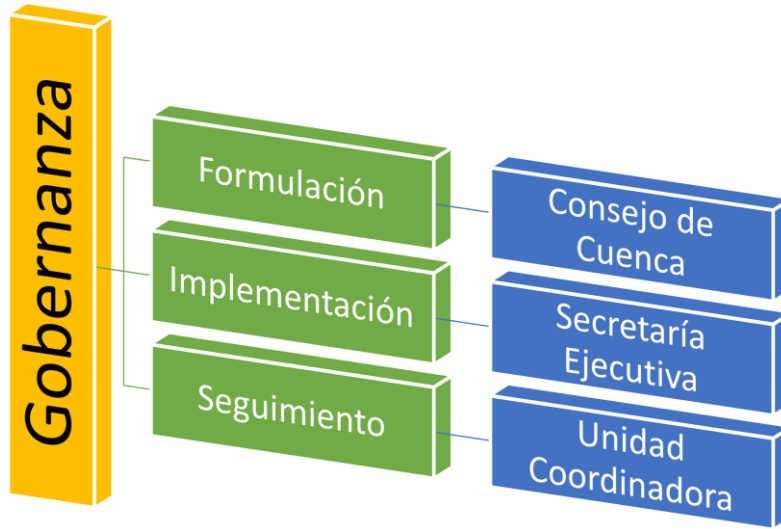 Gobernanza
Formulación
Consejo de
Cuenca
Implementación
Secretaría
Ejecutiva
Seguimiento
Unidad
Coordinadora